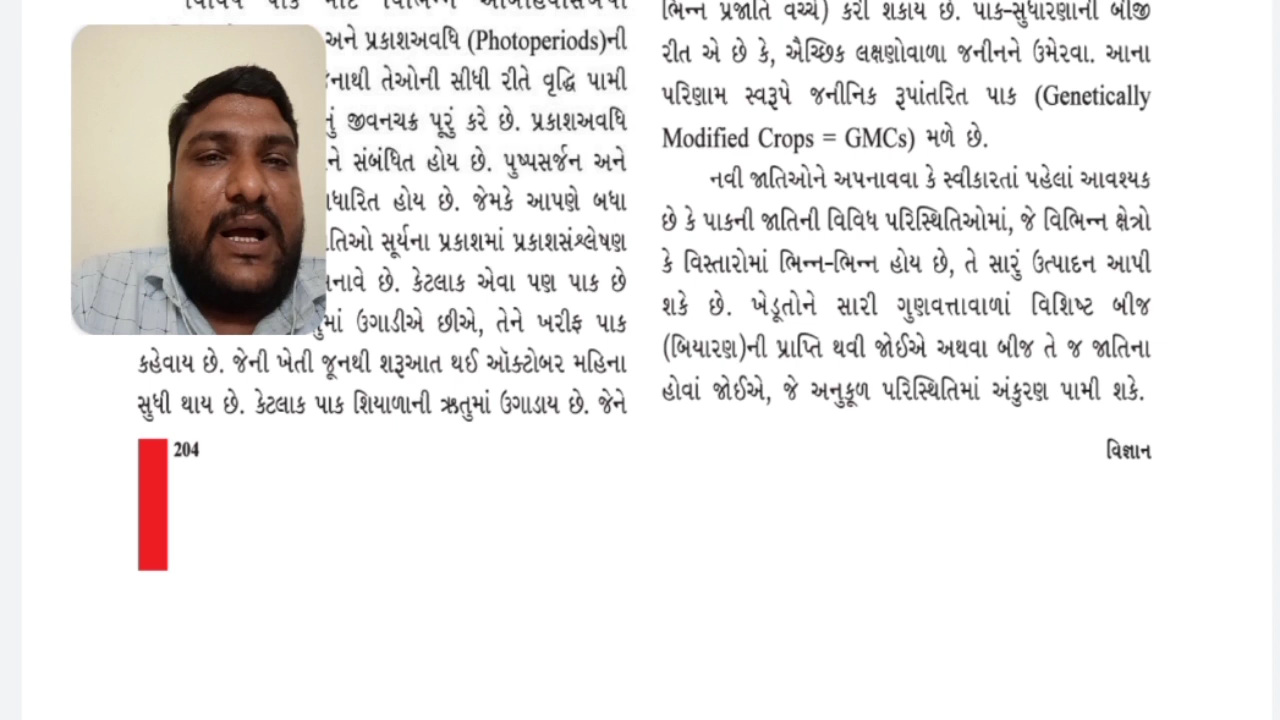 અને પ્રકાશઅવધિ (Photoperiods)ની
તેઓની સીધી રીતે વૃદ્ધિ પામી
જીવનચક્ર પૂરું કરે છે. પ્રકાશઅવધિ
સંબંધિત હોય છે. પુષ્પસર્જન અને
હોય છે. જેમકે આપણે બધા
સૂર્યના પ્રકાશમાં પ્રકાશસંશ્લેષણ
છે. કેટલાક એવા પણ પાક છે
ઉગાડીએ છીએ, તેને ખરીફ પાક
કહેવાય છે. જેની ખેતી જૂનથી શરૂઆત થઈ ઑક્ટોબર મહિના
સુધી થાય છે. કેટલાક પાક શિયાળાની ઋતુમાં ઉગાડાય છે. જેને
ભિન્ન પ્રજાતિ વચ્ચે) કરી શકાય છે. પાક-સુધારણાની બીજી
રીત એ છે કે, ઐચ્છિક લક્ષણોવાળા જનીનને ઉમેરવા. આના
પરિણામ સ્વરૂપે જનીનિક રૂપાંતરિત પાક (Genetically
Modified Crops = GMCs) મળે છે.
નવી જાતિઓને અપનાવવા કે સ્વીકારતાં પહેલાં આવશ્યક
છે કે પાકની જાતિની વિવિધ પરિસ્થિતિઓમાં, જે વિભિન્ન ક્ષેત્રો
કે વિસ્તારોમાં ભિન્ન-ભિન્ન હોય છે, તે સારું ઉત્પાદન આપી
શકે છે. ખેડૂતોને સારી ગુણવત્તાવાળાં વિશિષ્ટ બીજ
(બિયારણ)ની પ્રાપ્તિ થવી જોઈએ અથવા બીજ તે જ જાતિના
હોવાં જોઈએ, જે અનુકૂળ પરિસ્થિતિમાં અંકુરણ પામી શકે.
204
વિજ્ઞાન